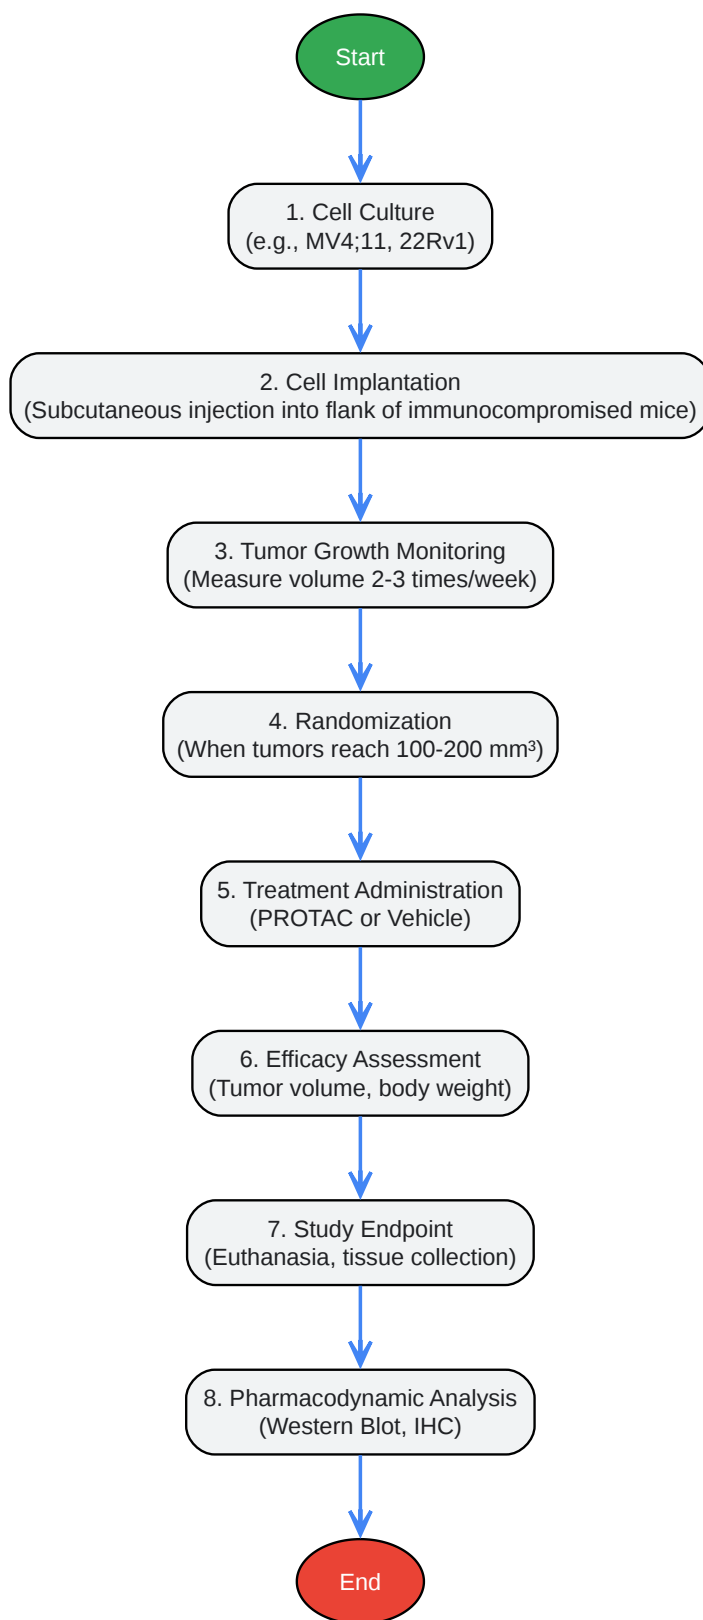 Start
1. Cell Culture
(e.g., MV4;11, 22Rv1)
2. Cell Implantation
(Subcutaneous injection into flank of immunocompromised mice)
3. Tumor Growth Monitoring
(Measure volume 2-3 times/week)
4. Randomization
(When tumors reach 100-200 mm³)
5. Treatment Administration
(PROTAC or Vehicle)
6. Efficacy Assessment
(Tumor volume, body weight)
7. Study Endpoint
(Euthanasia, tissue collection)
8. Pharmacodynamic Analysis
(Western Blot, IHC)
End